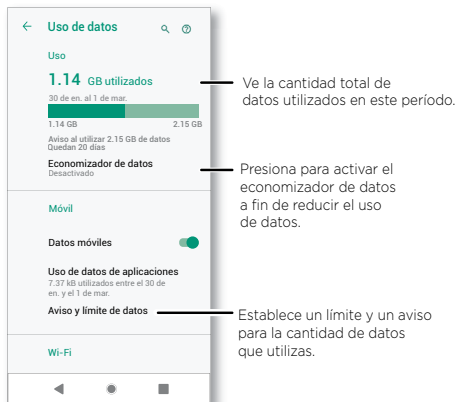 Uso de datos
Uso
1.14 GB utilizados
30 de en. al 1 de mar.
1.14 GB 2.15 GB
Aviso al utilizar 2.15 GB de datos
Quedan 20 días
Economizador de datos
Desactivado
Móvil
Datos móviles
Uso de datos de aplicaciones
7.37 kB utilizados entre el 30 de
en. y el 1 de mar.
Aviso y límite de datos
Wi-Fi
Ve la cantidad total de
datos utilizados en este período.
Presiona para activar el
economizador de datos
a fin de reducir el uso
de datos.
Establece un límite y un aviso
para la cantidad de datos
que utilizas.